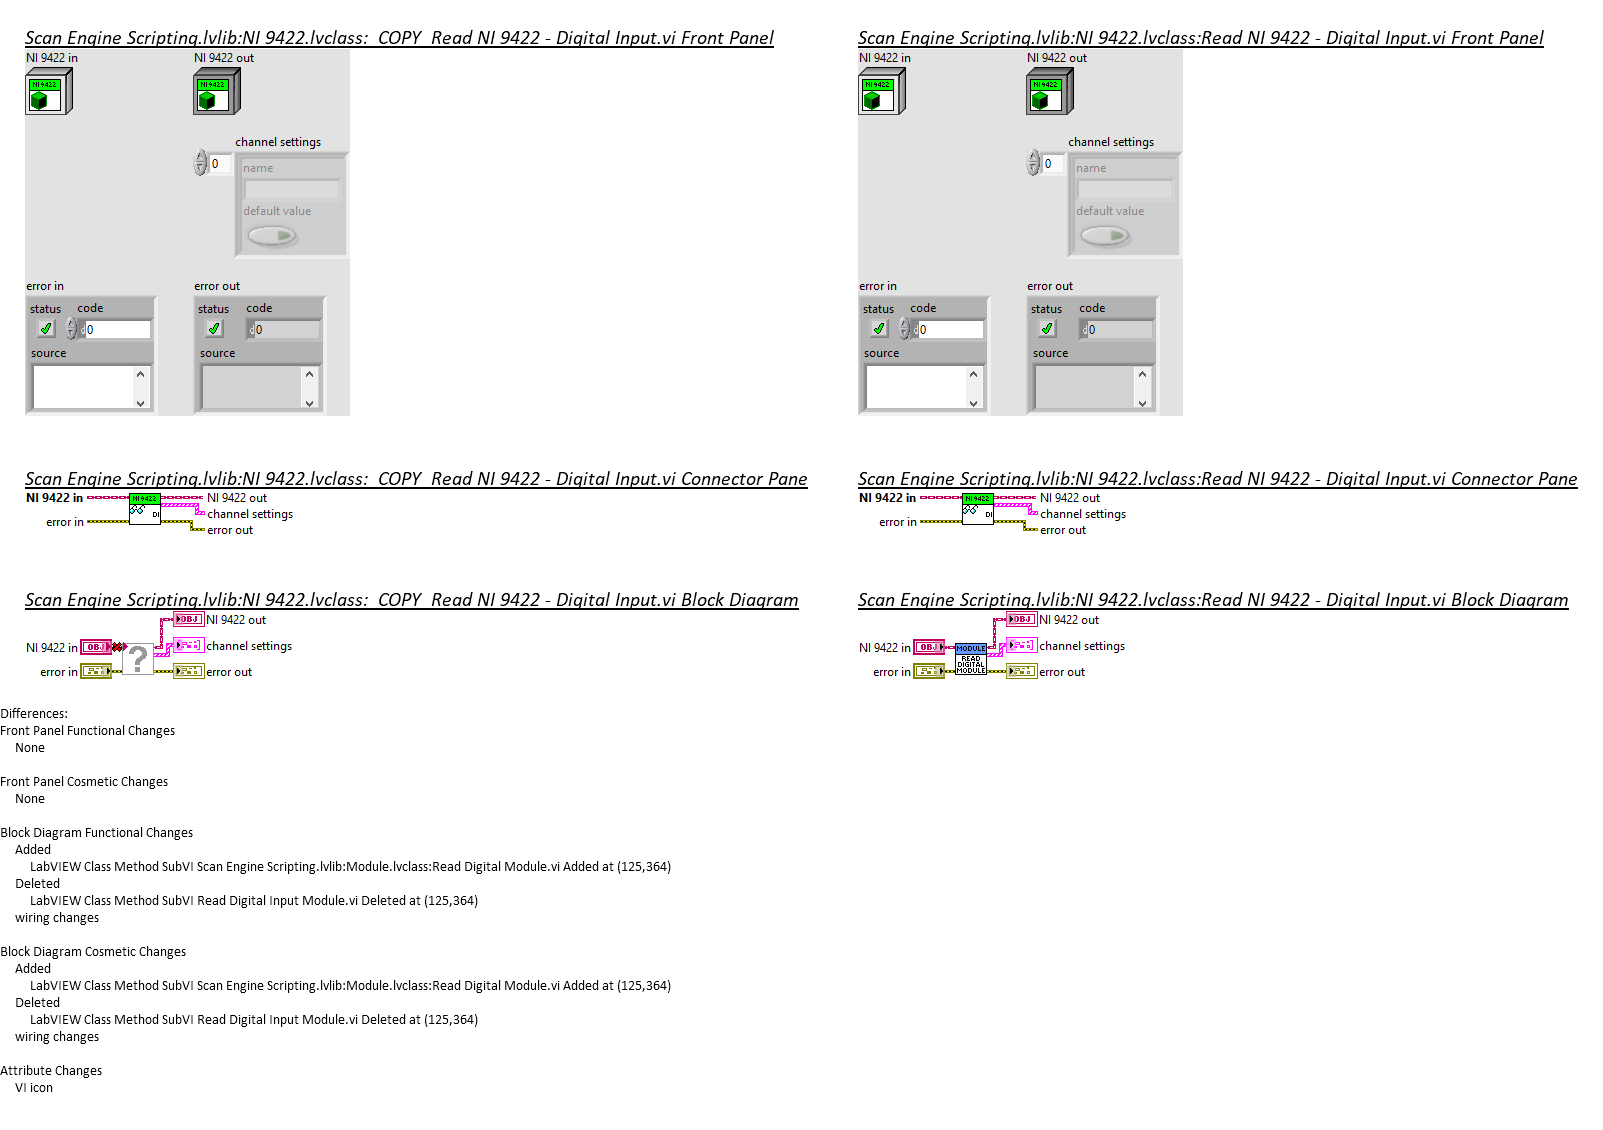 Scan Engine Scripting.lvlib:NI 9422.lvclass:  COPY  Read NI 9422 - Digital Input.vi Front Panel
NI 9422 in
NI 9422 out
NI 9422
NI 9422
channel settings
0
name
default value
error in
error out
status code
0
source
status code
0
source
Scan Engine Scripting.lvlib:NI 9422.lvclass:Read NI 9422 - Digital Input.vi Front Panel
NI 9422 in
NI 9422 out
NI 9422
NI 9422
channel settings
0
name
default value
error in
error out
status code
0
source
status code
0
source
Scan Engine Scripting.lvlib:NI 9422.lvclass:  COPY  Read NI 9422 - Digital Input.vi Connector Pane
NI 9422 in
NI 9422
DI
NI 9422 out
channel settings
error in
error out
Scan Engine Scripting.lvlib:NI 9422.lvclass:Read NI 9422 - Digital Input.vi Connector Pane
NI 9422 in
NI 9422
DI
NI 9422 out
channel settings
error in
error out
Scan Engine Scripting.lvlib:NI 9422.lvclass:  COPY  Read NI 9422 - Digital Input.vi Block Diagram
OBJ
NI 9422 out
NI 9422 in
OBJ
?
channel settings
error in
error out
Scan Engine Scripting.lvlib:NI 9422.lvclass:Read NI 9422 - Digital Input.vi Block Diagram
OBJ
NI 9422 out
NI 9422 in
OBJ
MODULE
READ
DIGITAL
MODULE
channel settings
error in
error out
Differences:
Front Panel Functional Changes
None
Front Panel Cosmetic Changes
None
Block Diagram Functional Changes
Added
LabVIEW Class Method SubVI Scan Engine Scripting.lvlib:Module.lvclass:Read Digital Module.vi Added at (125,364)
Deleted
LabVIEW Class Method SubVI Read Digital Input Module.vi Deleted at (125,364)
wiring changes
Block Diagram Cosmetic Changes
Added
LabVIEW Class Method SubVI Scan Engine Scripting.lvlib:Module.lvclass:Read Digital Module.vi Added at (125,364)
Deleted
LabVIEW Class Method SubVI Read Digital Input Module.vi Deleted at (125,364)
wiring changes
Attribute Changes
VI icon